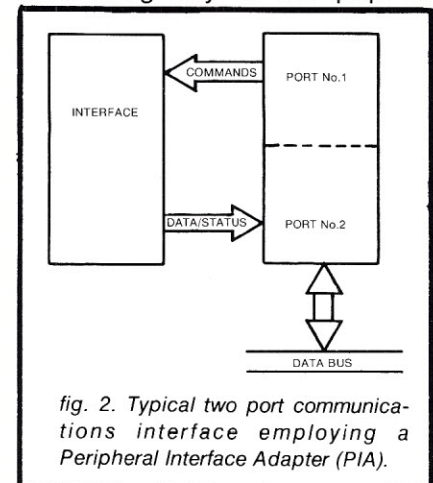 COMMANDS
PORT No.1
INTERFACE
DATA/STATUS
PORT No.2
DATA BUS
fig. 2. Typical two port communica-
tions interface employing a
Peripheral Interface Adapter (PIA).